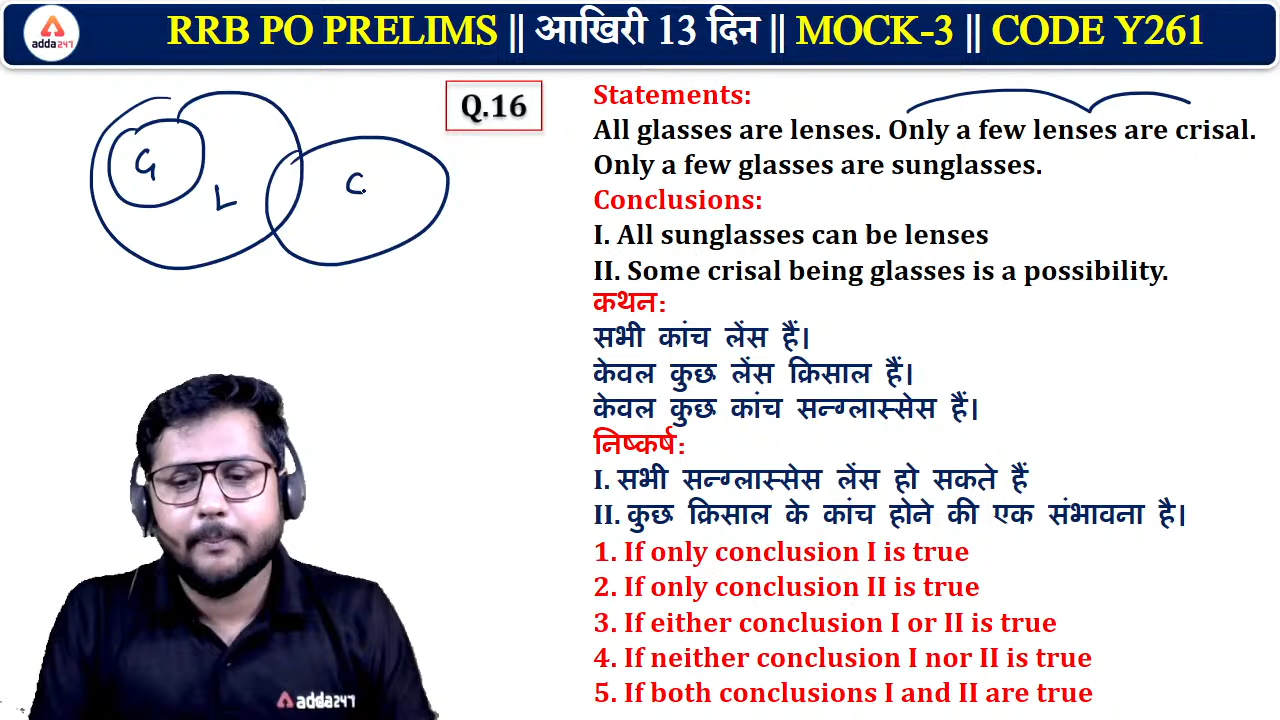 adda247
RRB PO PRELIMS || आखिरी 13 दिन || MOCK-3 || CODE Y261
G
L
C
Q.16
Statements:
All glasses are lenses. Only a few lenses are crisal.
Only a few glasses are sunglasses.
Conclusions:
I. All sunglasses can be lenses
II. Some crisal being glasses is a possibility.
कथन:
सभी कांच लेंस हैं।
केवल कुछ लेंस क्रिसाल हैं।
केवल कुछ कांच सन्ग्लास्सेस हैं।
निष्कर्ष:
I. सभी सन्ग्लास्सेस लेंस हो सकते हैं
II. कुछ क्रिसाल के कांच होने की एक संभावना है।
1. If only conclusion I is true
2. If only conclusion II is true
3. If either conclusion I or II is true
4. If neither conclusion I nor II is true
5. If both conclusions I and II are true
adda247